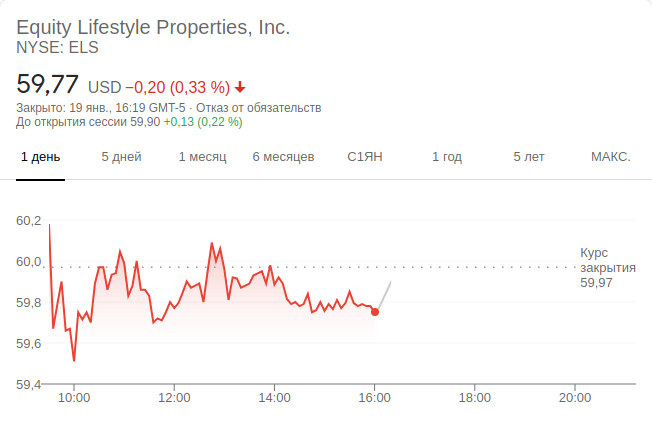 Equity Lifestyle Properties, Inc.
NYSE: ELS
59,77 USD −0,20 (0,33 %)
Закрыто: 19 янв., 16:19 GMT-5 · Отказ от обязательств
До открытия сессии 59,90 +0,13 (0,22 %)
1 день 5 дней 1 месяц 6 месяцев С1ЯН 1 год 5 лет МАКС.
60,2
60,0
59,8
59,6
59,4
Курс
закрытия
59,97
10:00 12:00 14:00 16:00 18:00 20:00